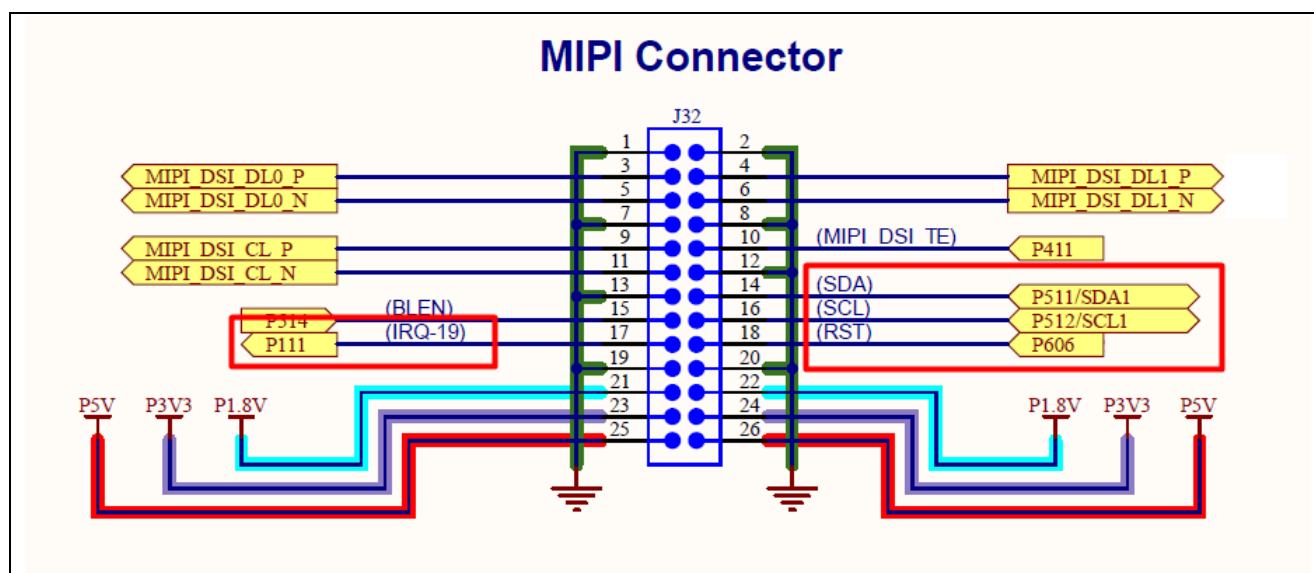 MIPI Connector
J32
1 2
MIPI_DSI_DL0_P 3 4 MIPI_DSI_DL1_P
MIPI_DSI_DL0_N 5 6 MIPI_DSI_DL1_N
7 8
MIPI_DSI_CL_P 9 10 (MIPI_DSI_TE) P411
MIPI_DSI_CL_N 11 12
13 14 (SDA) P511/SDA1
P514 (BLEN) 15 16 (SCL) P512/SCL1
P111 (IRQ-19) 17 18 (RST) P606
19 20
21 22
P5V P3V3 P1.8V 23 24 P1.8V P3V3 P5V
25 26